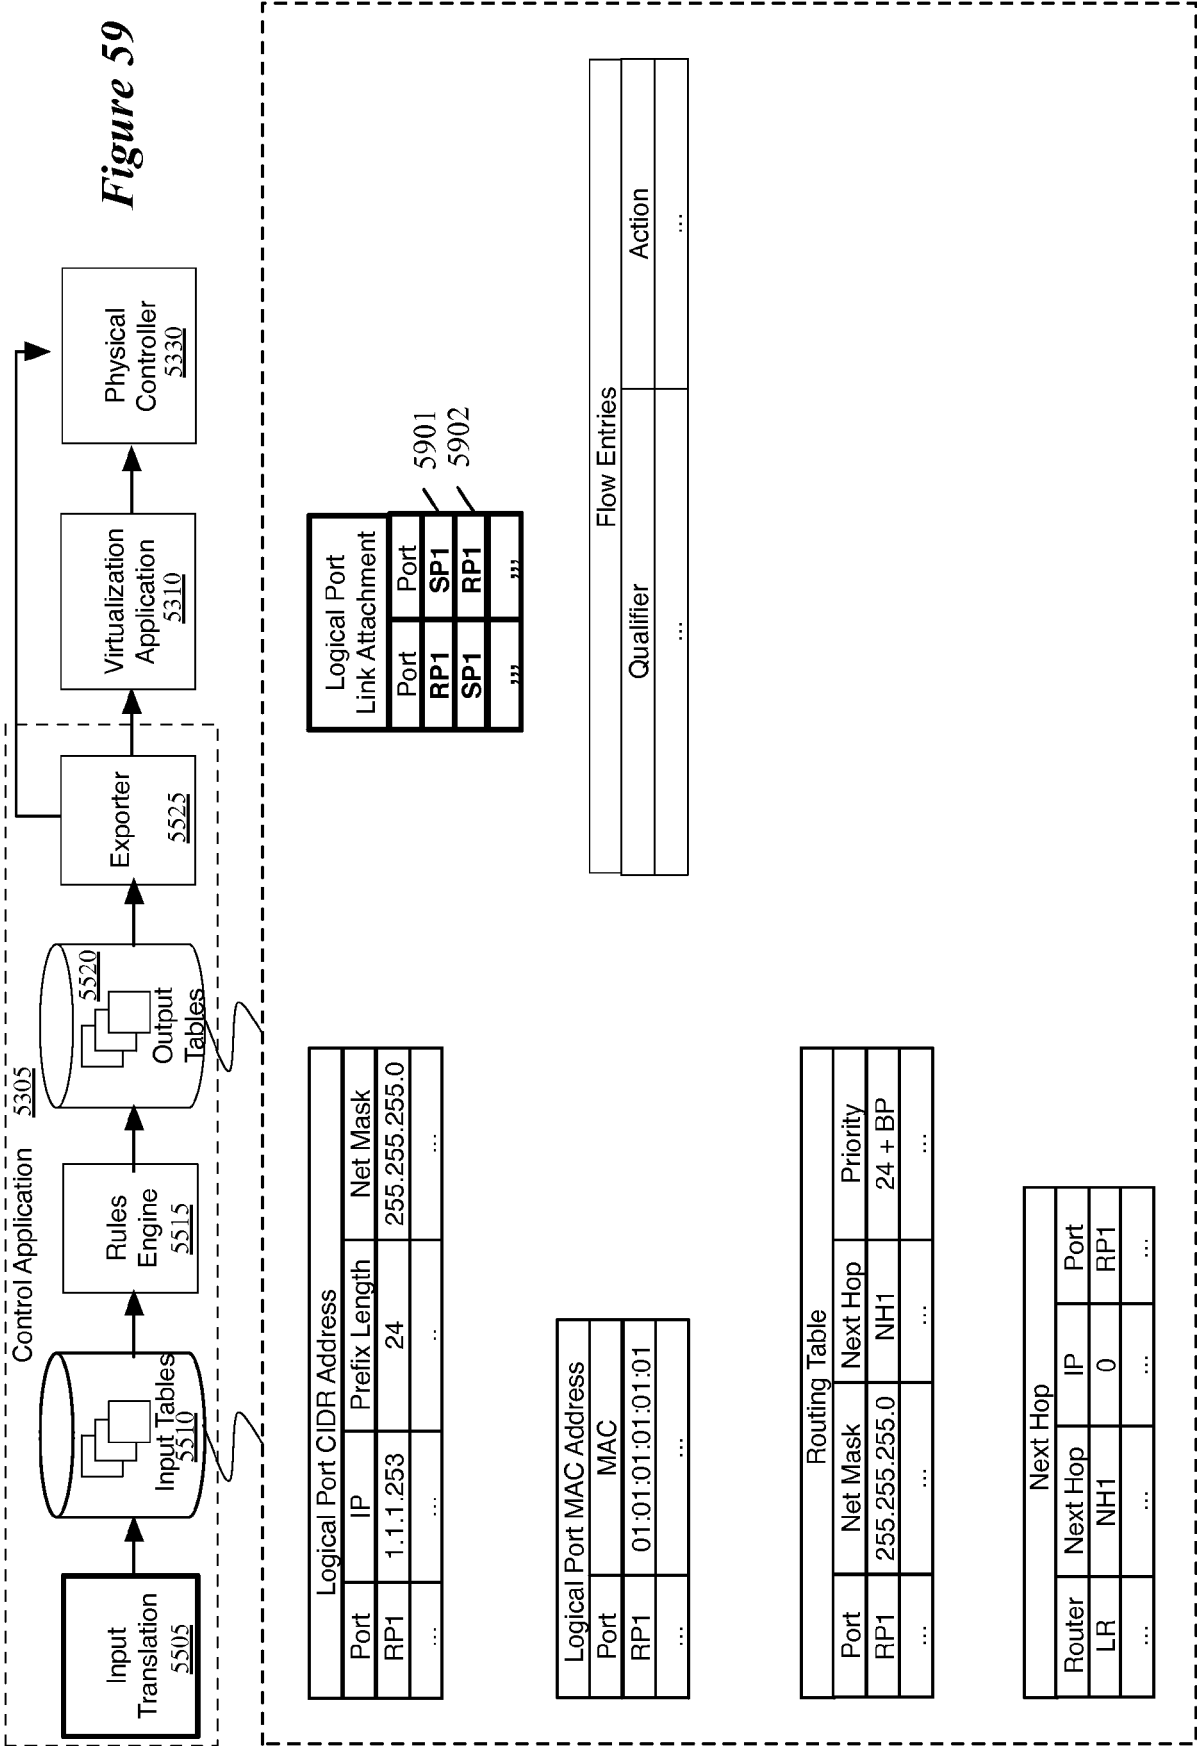 Figure 59
Control Application
5305
Input
Translation
5505
Input Tables
5510
Rules
Engine
5515
5520
Output
Tables
Exporter
5525
Virtualization
Application
5310
Physical
Controller
5330
Logical Port CIDR Address
Port IP Prefix Length Net Mask
RP1 1.1.1.253 24 255.255.255.0
... ... .. ...
Logical Port
Link Attachment
Port Port
RP1 SP1 5901
SP1 RP1 5902
,,, ,,,
Logical Port MAC Address
Port MAC
RP1 01:01:01:01:01:01
... ...
Flow Entries
Qualifier Action
... ...
Routing Table
Port Net Mask Next Hop Priority
RP1 255.255.255.0 NH1 24 + BP
... ... ... ...
Next Hop
Router Next Hop IP Port
LR NH1 0 RP1
... ... ... ...